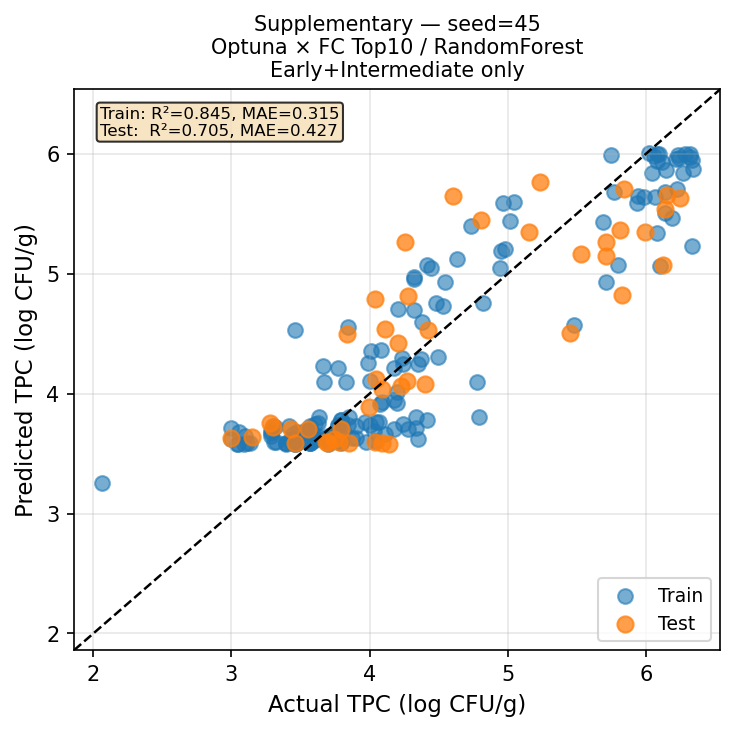 Supplementary — seed=45
Optuna × FC Top10 / RandomForest
Early+Intermediate only
Train: R²=0.845, MAE=0.315
Test:  R²=0.705, MAE=0.427
6
5
4
3
2
Predicted TPC (log CFU/g)
Train
Test
2 3 4 5 6
Actual TPC (log CFU/g)